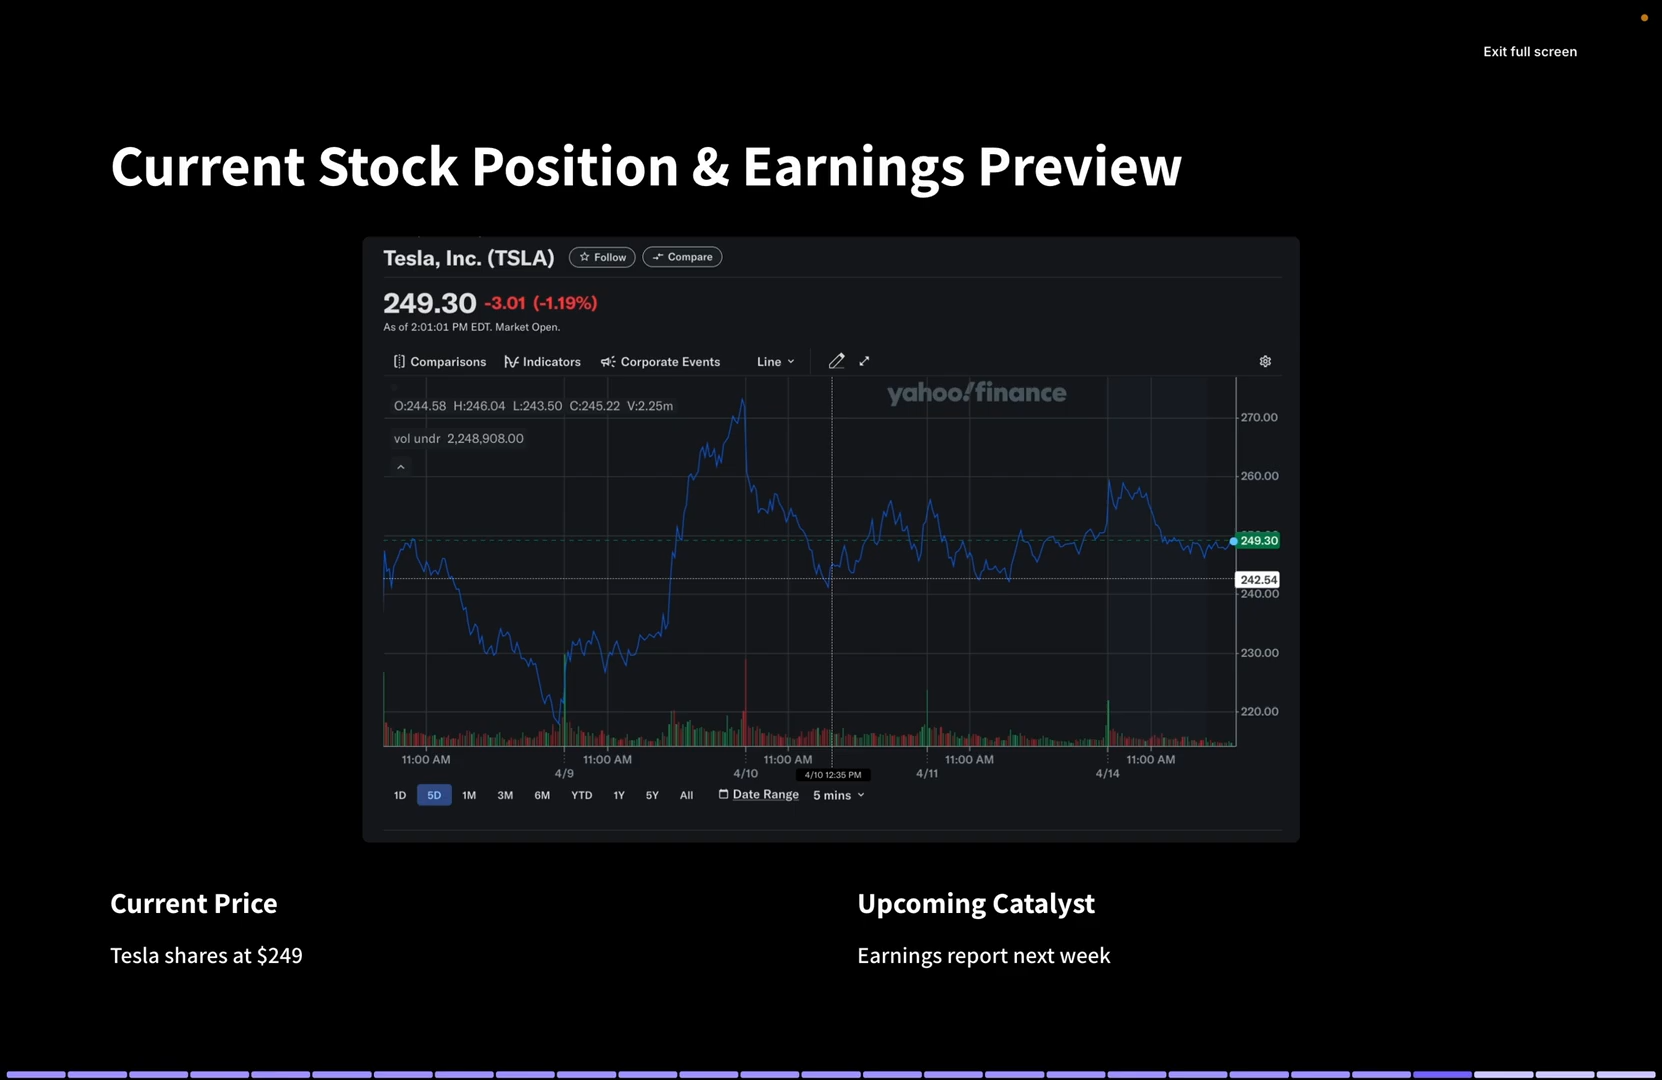 Exit full screen
Current Stock Position & Earnings Preview
Tesla, Inc. (TSLA) Follow Compare
249.30 -3.01 (-1.19%)
As of 2:01:01 PM EDT. Market Open.
Comparisons Indicators Corporate Events Line
yahoo!finance
O:244.58 H:246.04 L:243.50 C:245.22 V:2.25m
270.00
vol undr 2,248,908.00
260.00
249.30
242.54
240.00
230.00
220.00
11:00 AM 11:00 AM 11:00 AM 11:00 AM 11:00 AM
4/9 4/10 4/10 12:35 PM 4/11 4/14
1D 5D 1M 3M 6M YTD 1Y 5Y All Date Range 5 mins
Current Price
Tesla shares at $249
Upcoming Catalyst
Earnings report next week